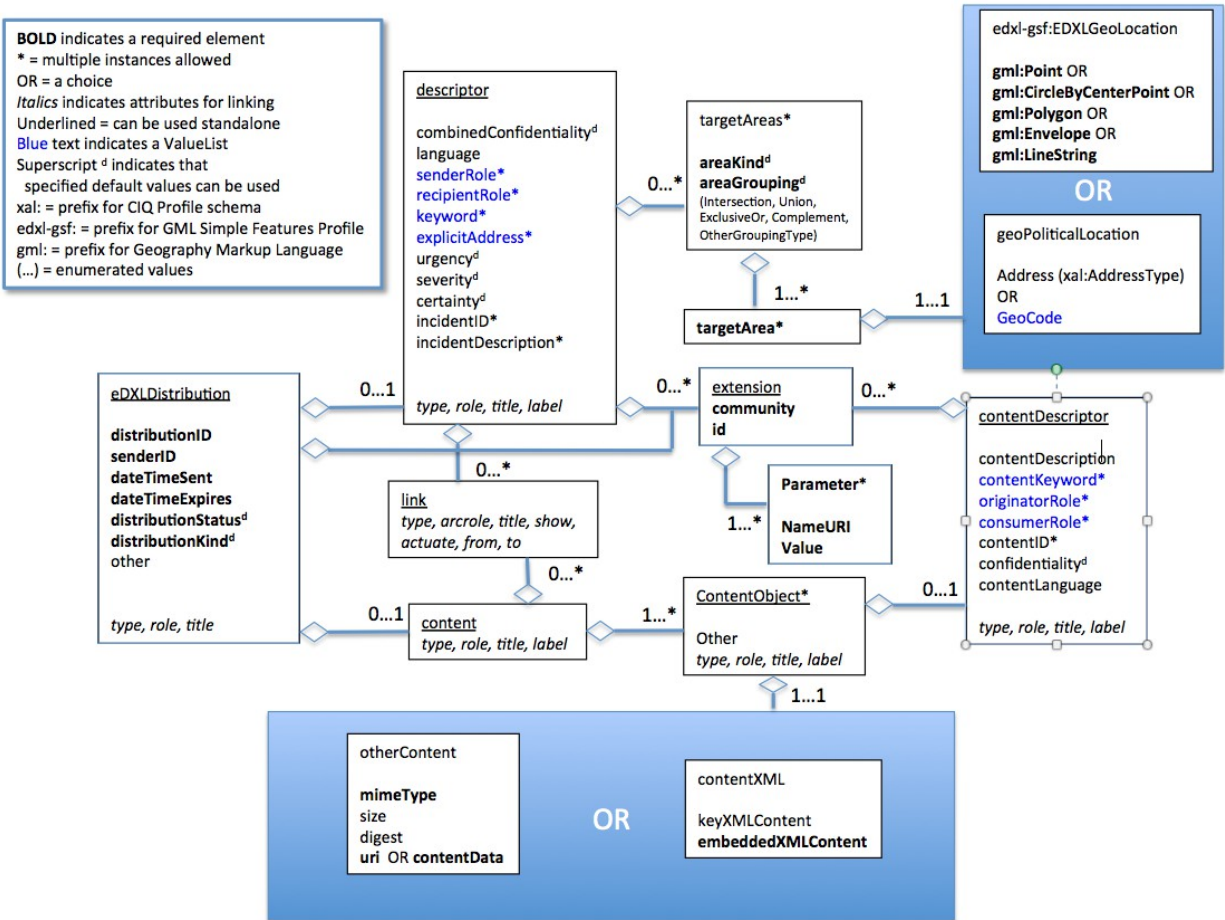 BOLD indicates a required element
* = multiple instances allowed
OR = a choice
Italics indicates attributes for linking
Underlined = can be used standalone
Blue text indicates a ValueList
Superscript d indicates that
specified default values can be used
xal: = prefix for CIQ Profile schema
edxl-gsf: = prefix for GML Simple Features Profile
gml: = prefix for Geography Markup Language
(...) = enumerated values
descriptor
combinedConfidentialityd
language
senderRole*
recipientRole*
keyword*
explicitAddress*
urgencyd
severityd
certaintyd
incidentID*
incidentDescription*
type, role, title, label
0...*
targetAreas*
areaKindd
areaGroupingd
(Intersection, Union,
ExclusiveOr, Complement,
OtherGroupingType)
1...*
targetArea*
1...1
edxl-gsf:EDXLGeoLocation
gml:Point OR
gml:CircleByCenterPoint OR
gml:Polygon OR
gml:Envelope OR
gml:LineString
OR
geoPoliticalLocation
Address (xal:AddressType)
OR
GeoCode
eDXLDistribution
distributionID
senderID
dateTimeSent
dateTimeExpires
distributionStatusd
distributionKindd
other
type, role, title
0...1
0...*
extension
community
id
0...*
1...*
Parameter*
NameURI
Value
contentDescriptor
contentDescription
contentKeyword*
originatorRole*
consumerRole*
contentID*
confidentialityd
contentLanguage
type, role, title, label
0...*
link
type, arcrole, title, show,
actuate, from, to
0...*
0...1
content
type, role, title, label
1...*
ContentObject*
Other
type, role, title, label
0...1
1...1
otherContent
mimeType
size
digest
uri OR contentData
OR
contentXML
keyXMLContent
embeddedXMLContent